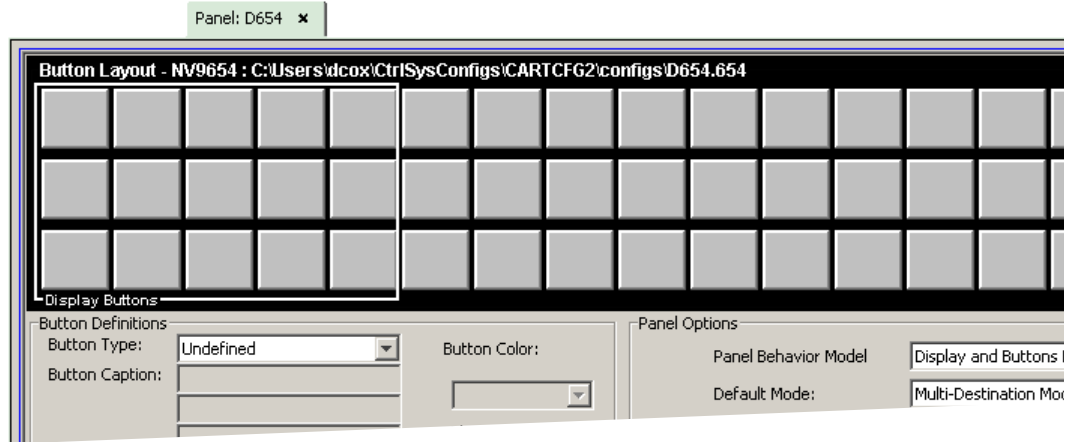 Panel: D654
Button Layout - NV9654 : C:\Users\dcox\CtrlSysConfigs\CARTCFG2\configs\D654.654
Display Buttons
Button Definitions
Button Type:
Undefined
Button Color:
Button Caption:
Panel Options
Panel Behavior Model
Display and Buttons
Default Mode:
Multi-Destination